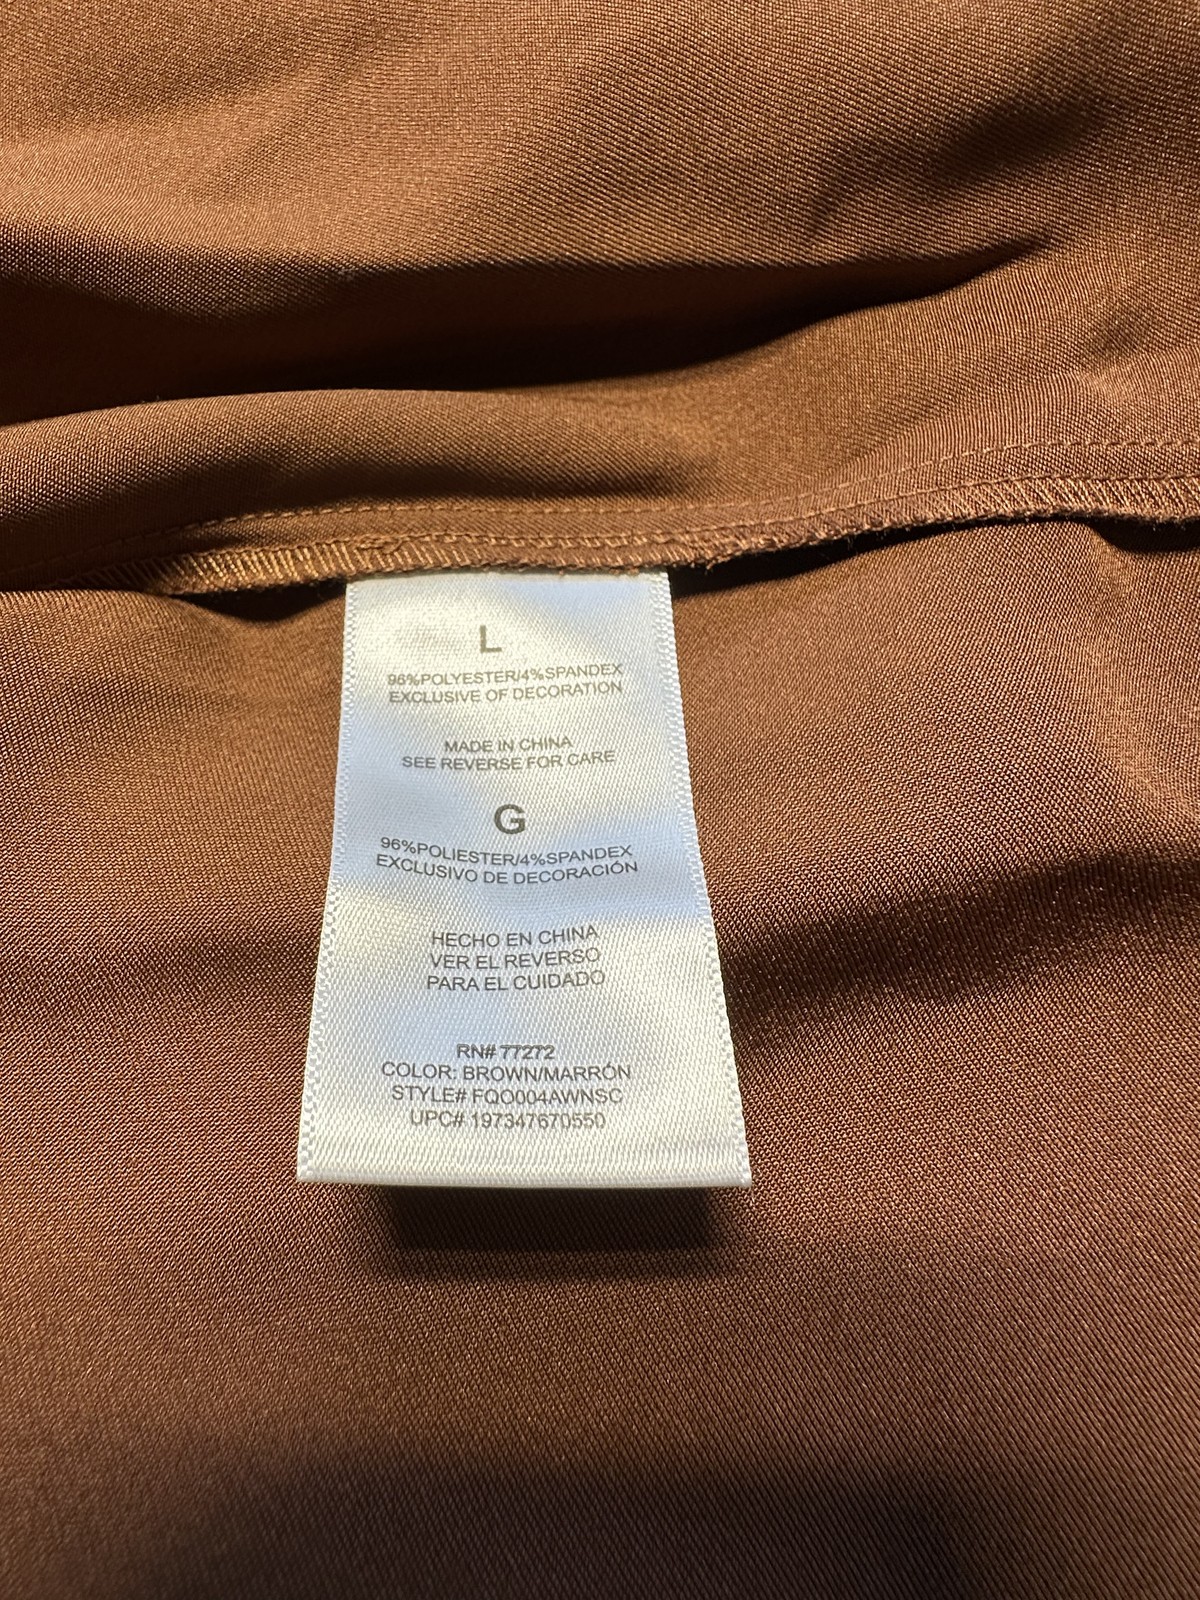 L
96%POLYESTER/4%SPANDEX
EXCLUSIVE OF DECORATION
MADE IN CHINA
SEE REVERSE FOR CARE
G
96%POLIESTER/4%SPANDEX
EXCLUSIVO DE DECORACIÓN
HECHO EN CHINA
VER EL REVERSO
PARA EL CUIDADO
RN# 77272
COLOR: BROWN/MARRÓN
STYLE# FQO004AWNSC
UPC# 197347670550